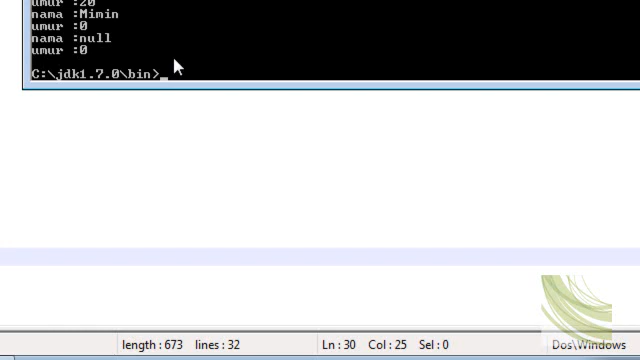 umur :20
nama :Mimin
umur :0
nama :null
umur :0
C:\jdk1.7.0\bin>_
length : 673 lines : 32 Ln : 30 Col : 25 Sel : 0 Dos\Windows